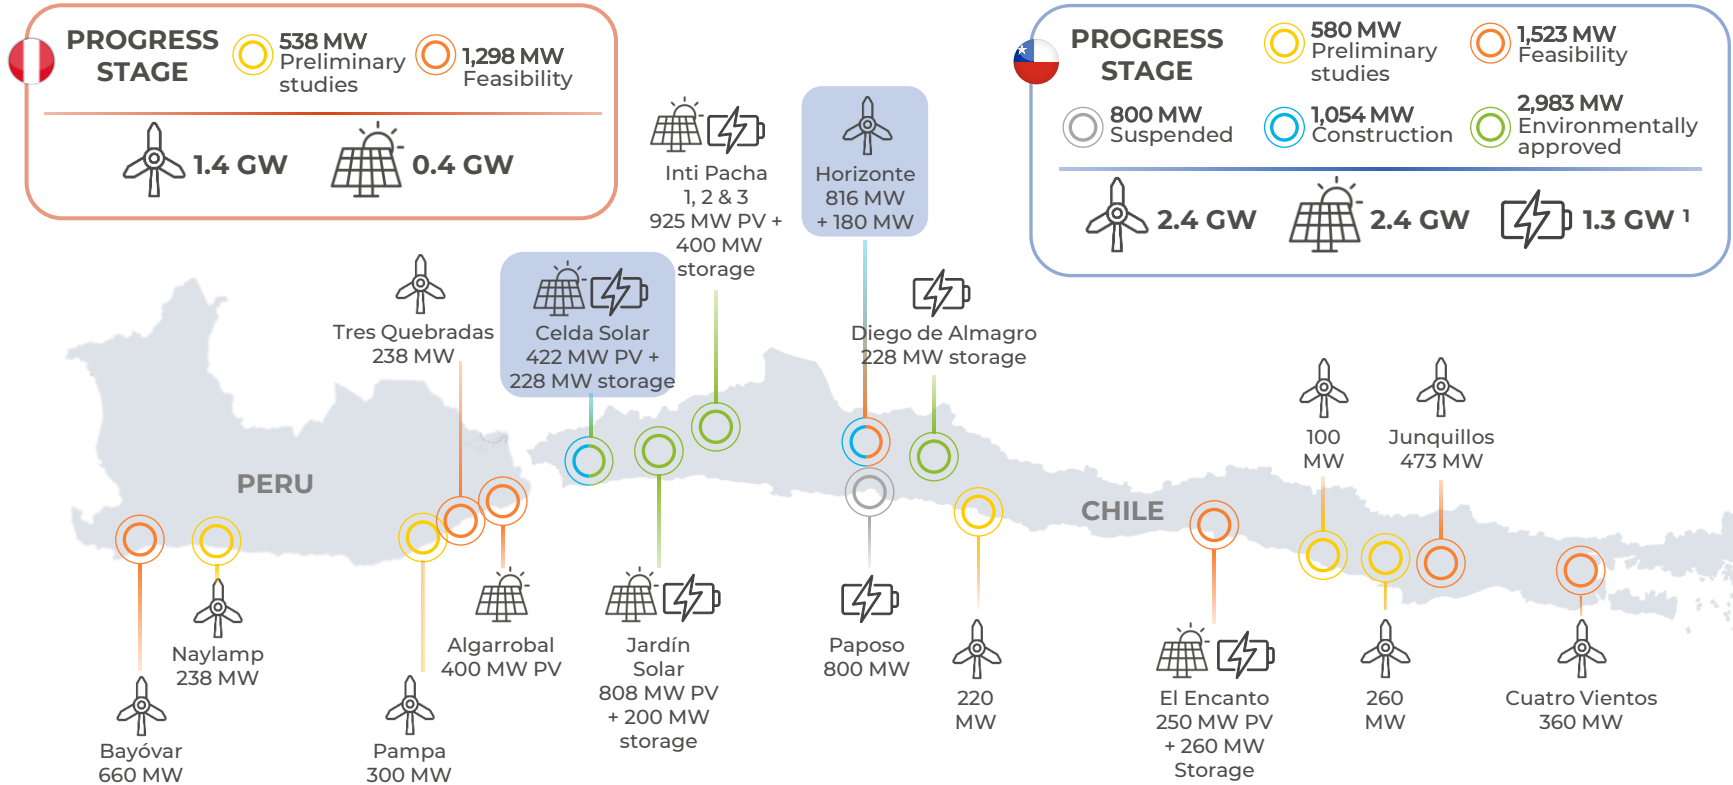 PROGRESS
STAGE
538 MW
Preliminary
studies
1,298 MW
Feasibility
1.4 GW
0.4 GW
PROGRESS
STAGE
580 MW
Preliminary
studies
1,523 MW
Feasibility
800 MW
Suspended
1,054 MW
Construction
2,983 MW
Environmentally
approved
2.4 GW
2.4 GW
1.3 GW ¹
Inti Pacha
1, 2 & 3
925 MW PV +
400 MW
storage
Horizonte
816 MW
+ 180 MW
Tres Quebradas
238 MW
Celda Solar
422 MW PV +
228 MW storage
Diego de Almagro
228 MW storage
100
MW
Junquillos
473 MW
PERU
CHILE
Naylamp
238 MW
Bayóvar
660 MW
Pampa
300 MW
Algarrobal
400 MW PV
Jardín
Solar
808 MW PV
+ 200 MW
storage
Paposo
800 MW
220
MW
El Encanto
250 MW PV
+ 260 MW
Storage
260
MW
Cuatro Vientos
360 MW